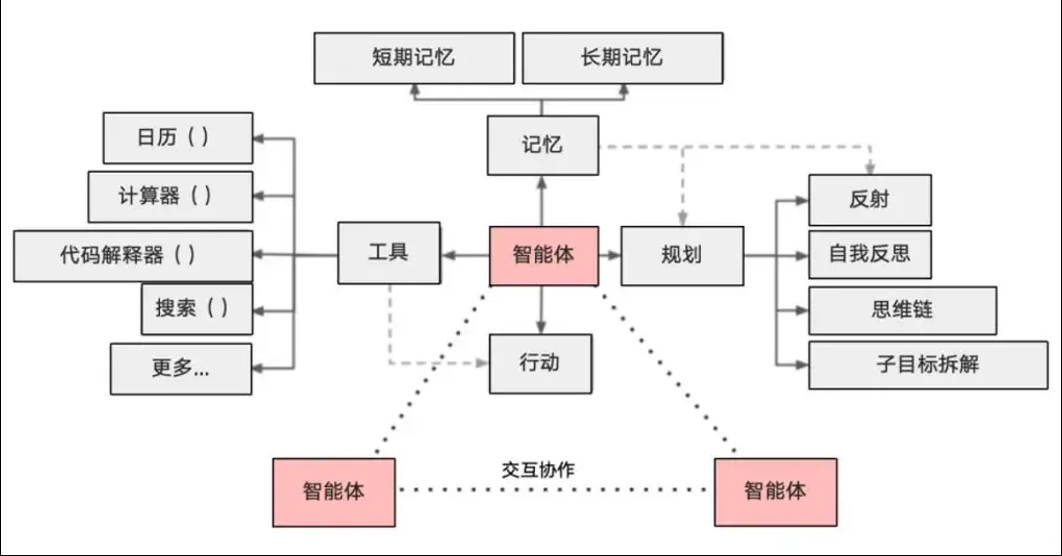 短期记忆
长期记忆
日历（）
记忆
计算器（）
反射
代码解释器（）
工具
智能体
规划
自我反思
搜索（）
思维链
更多...
行动
子目标拆解
交互协作
智能体
智能体